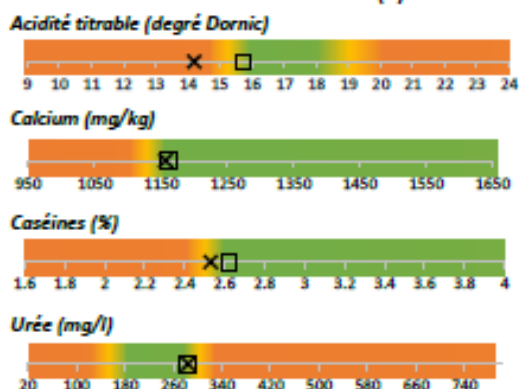 Acidité titrable (degré Dornic)
9 10 11 12 13 14 15 16 17 18 19 20 21 22 23 24
Calcium (mg/kg)
950 1050 1150 1250 1350 1450 1550 1650
Caséines (%)
1.6 1.8 2 2.2 2.4 2.6 2.8 3 3.2 3.4 3.6 3.8 4
Urée (mg/l)
20 100 180 260 340 420 500 580 660 740